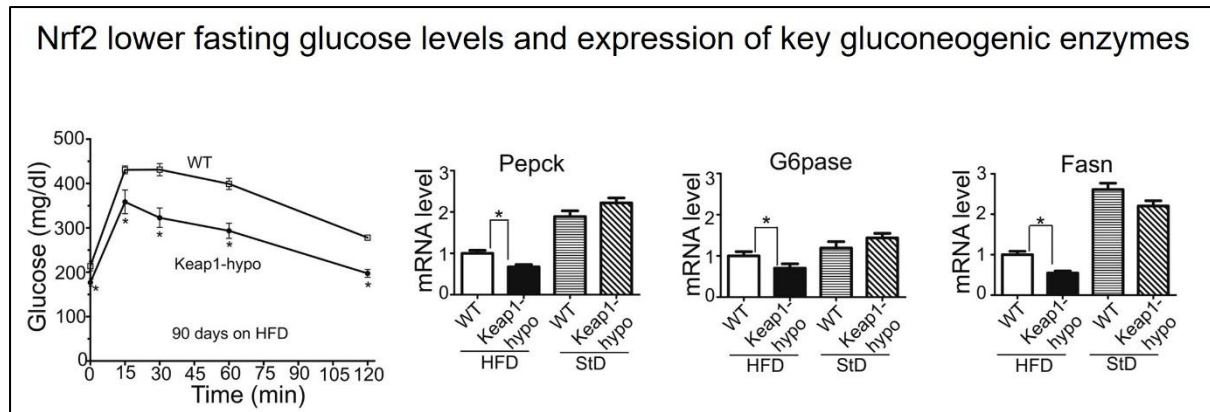 Nrf2 lower fasting glucose levels and expression of key gluconeogenic enzymes
Glucose (mg/dl)
500
400
300
200
100
0
WT
Keap1-hypo
* * * * *
90 days on HFD
0 15 30 45 60 75 90 105 120
Time (min)
Pepck
mRNA level
3
2
1
0
*
WT Keap1-hypo WT Keap1-hypo
HFD StD
G6pase
mRNA level
3
2
1
0
*
WT Keap1-hypo WT Keap1-hypo
HFD StD
Fasn
mRNA level
3
2
1
0
*
WT Keap1-hypo WT Keap1-hypo
HFD StD